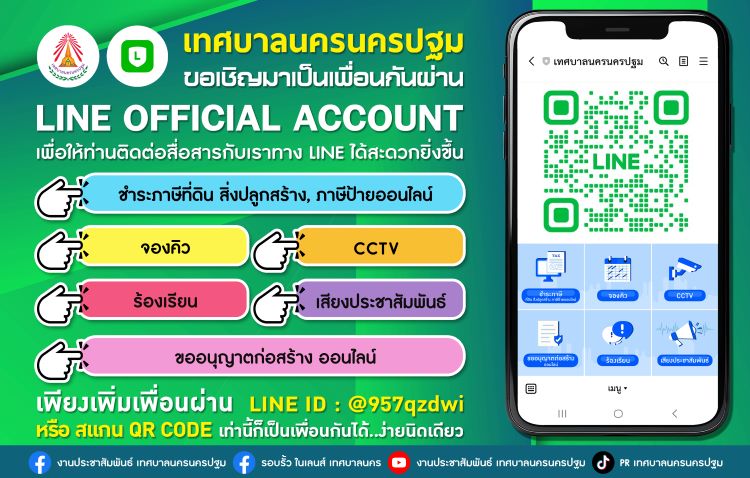 เทศบาลนครนครปฐม
ขอเชิญมาเป็นเพื่อนกันผ่าน
LINE OFFICIAL ACCOUNT
เพื่อให้ท่านติดต่อสื่อสารกับเราทาง LINE ได้สะดวกยิ่งขึ้น
ชำระภาษีที่ดิน สิ่งปลูกสร้าง, ภาษีป้ายออนไลน์
จองคิว
CCTV
ร้องเรียน
เสียงประชาสัมพันธ์
ขออนุญาตก่อสร้าง ออนไลน์
เพียงเพิ่มเพื่อนผ่าน LINE ID : @957qzdwi
หรือ สแกน QR CODE เท่านี้ก็เป็นเพื่อนกันได้..ง่ายนิดเดียว
เทศบาลนครนครปฐม
LINE
TAX
ชำระภาษี
จองคิว
CCTV
ขออนุญาตก่อสร้าง
ออนไลน์
ร้องเรียน
เสียงประชาสัมพันธ์
เมนู
งานประชาสัมพันธ์ เทศบาลนครนครปฐม
รอบรั้ว ในเลนส์ เทศบาลนคร
งานประชาสัมพันธ์ เทศบาลนครนครปฐม
PR เทศบาลนครนครปฐม